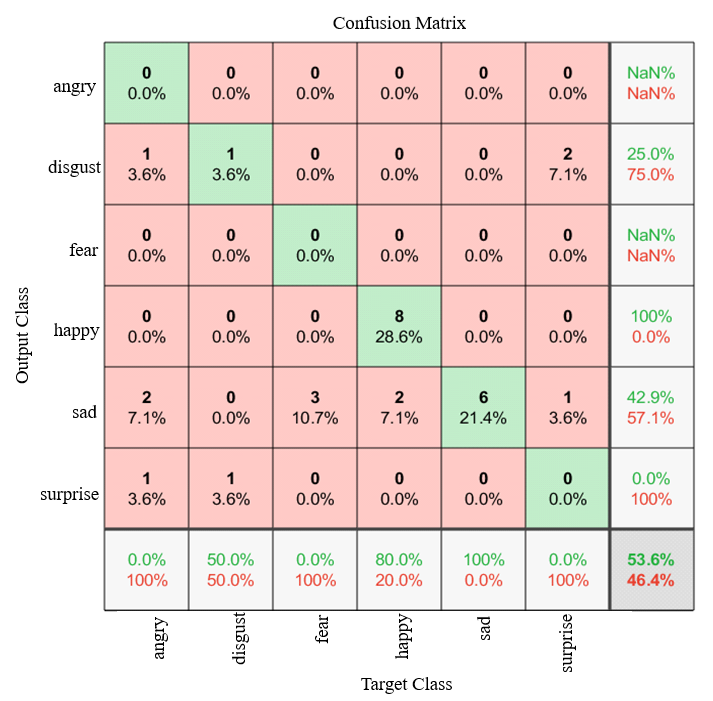 Confusion Matrix
angry 0 0 0 0 0 0 NaN%
0.0% 0.0% 0.0% 0.0% 0.0% 0.0% NaN%
disgust 1 1 0 0 0 2 25.0%
3.6% 3.6% 0.0% 0.0% 0.0% 7.1% 75.0%
fear 0 0 0 0 0 0 NaN%
0.0% 0.0% 0.0% 0.0% 0.0% 0.0% NaN%
happy 0 0 0 8 0 0 100%
0.0% 0.0% 0.0% 28.6% 0.0% 0.0% 0.0%
sad 2 0 3 2 6 1 42.9%
7.1% 0.0% 10.7% 7.1% 21.4% 3.6% 57.1%
surprise 1 1 0 0 0 0 0.0%
3.6% 3.6% 0.0% 0.0% 0.0% 0.0% 100%
0.0% 50.0% 0.0% 80.0% 100% 0.0% 53.6%
100% 50.0% 100% 20.0% 0.0% 100% 46.4%
angry disgust fear happy sad surprise
Target Class
Output Class